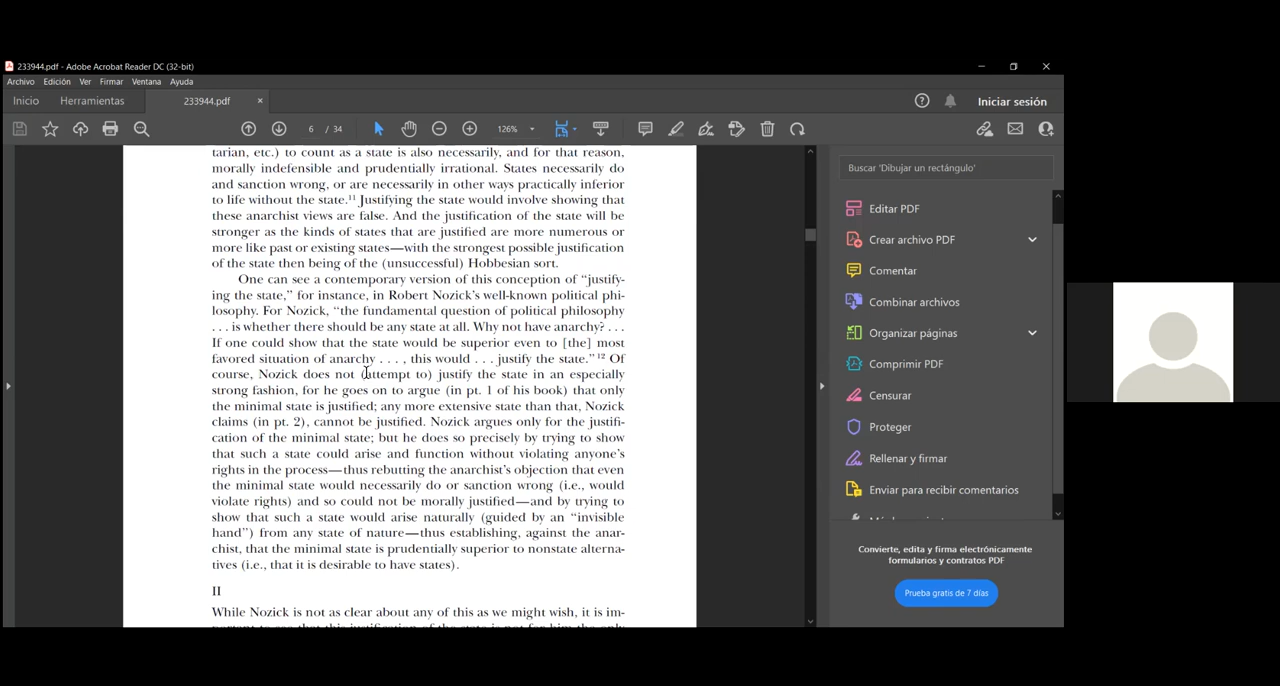 233944.pdf - Adobe Acrobat Reader DC (32-bit)
Archivo Edición Ver Firmar Ventana Ayuda
Inicio Herramientas 233944.pdf × Iniciar sesión
6 / 34 126%
tarian, etc.) to count as a state is also necessarily, and for that reason,
morally indefensible and prudentially irrational. States necessarily do
and sanction wrong, or are necessarily in other ways practically inferior
to life without the state.11 Justifying the state would involve showing that
these anarchist views are false. And the justification of the state will be
stronger as the kinds of states that are justified are more numerous or
more like past or existing states—with the strongest possible justification
of the state then being of the (unsuccessful) Hobbesian sort.
One can see a contemporary version of this conception of “justify-
ing the state,” for instance, in Robert Nozick’s well-known political phi-
losophy. For Nozick, “the fundamental question of political philosophy
. . . is whether there should be any state at all. Why not have anarchy? . . .
If one could show that the state would be superior even to [the] most
favored situation of anarchy . . . , this would . . . justify the state.” 12 Of
course, Nozick does not (attempt to) justify the state in an especially
strong fashion, for he goes on to argue (in pt. 1 of his book) that only
the minimal state is justified; any more extensive state than that, Nozick
claims (in pt. 2), cannot be justified. Nozick argues only for the justifi-
cation of the minimal state; but he does so precisely by trying to show
that such a state could arise and function without violating anyone’s
rights in the process—thus rebutting the anarchist’s objection that even
the minimal state would necessarily do or sanction wrong (i.e., would
violate rights) and so could not be morally justified—and by trying to
show that such a state would arise naturally (guided by an “invisible
hand”) from any state of nature—thus establishing, against the anar-
chist, that the minimal state is prudentially superior to nonstate alterna-
tives (i.e., that it is desirable to have states).
II
While Nozick is not as clear about any of this as we might wish, it is im-
Buscar 'Dibujar un rectángulo'
Editar PDF
Crear archivo PDF
Comentar
Combinar archivos
Organizar páginas
Comprimir PDF
Censurar
Proteger
Rellenar y firmar
Enviar para recibir comentarios
Convierte, edita y firma electrónicamente
formularios y contratos PDF
Prueba gratis de 7 días